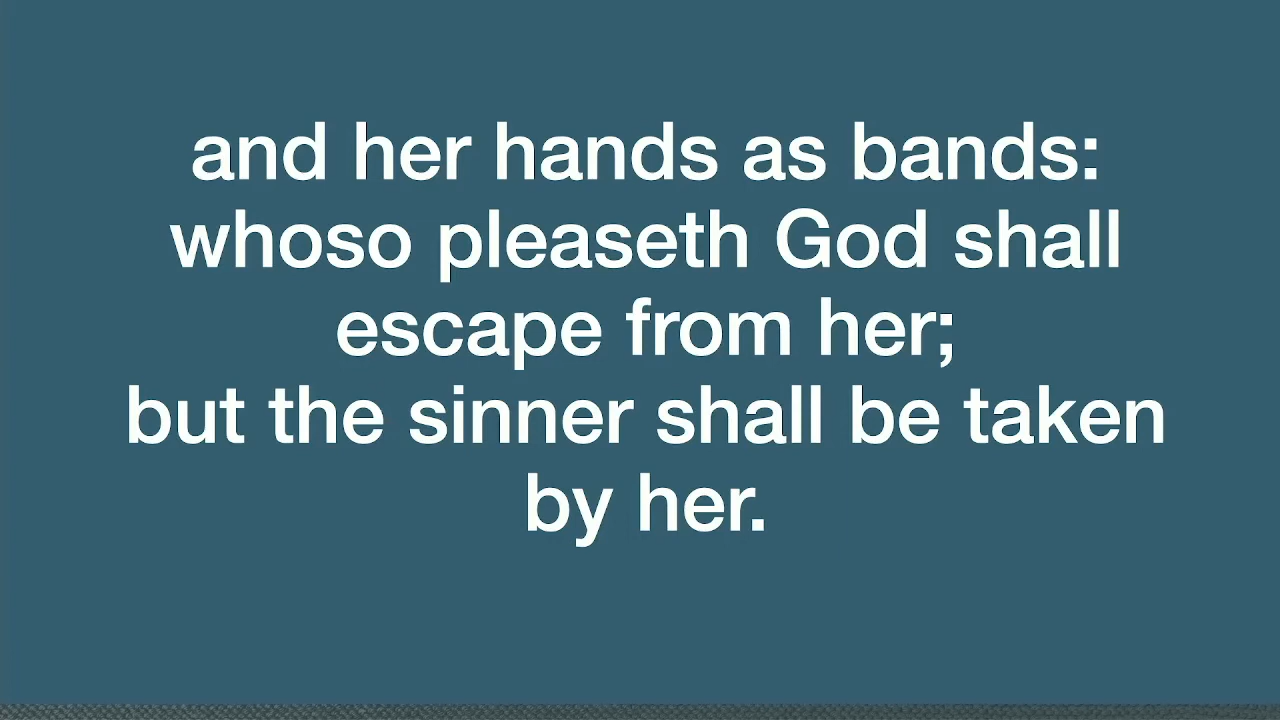 and her hands as bands:
whoso pleaseth God shall
escape from her;
but the sinner shall be taken
by her.